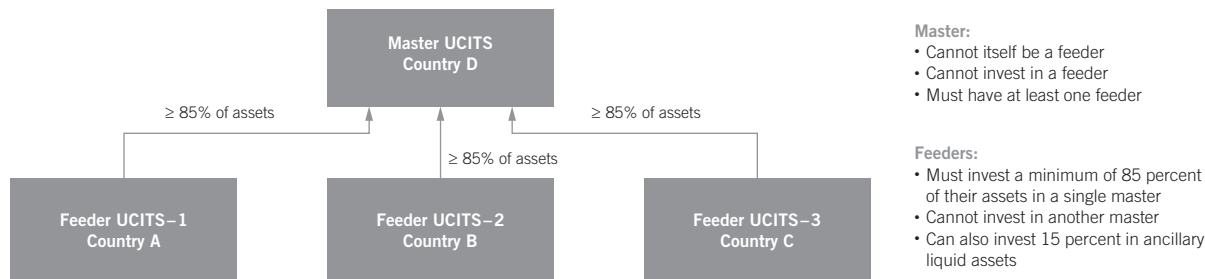 Master UCITS
Country D
≥ 85% of assets
≥ 85% of assets
≥ 85% of assets
Feeder UCITS–1
Country A
Feeder UCITS–2
Country B
Feeder UCITS–3
Country C
Master:
• Cannot itself be a feeder
• Cannot invest in a feeder
• Must have at least one feeder
Feeders:
• Must invest a minimum of 85 percent
of their assets in a single master
• Cannot invest in another master
• Can also invest 15 percent in ancillary
liquid assets